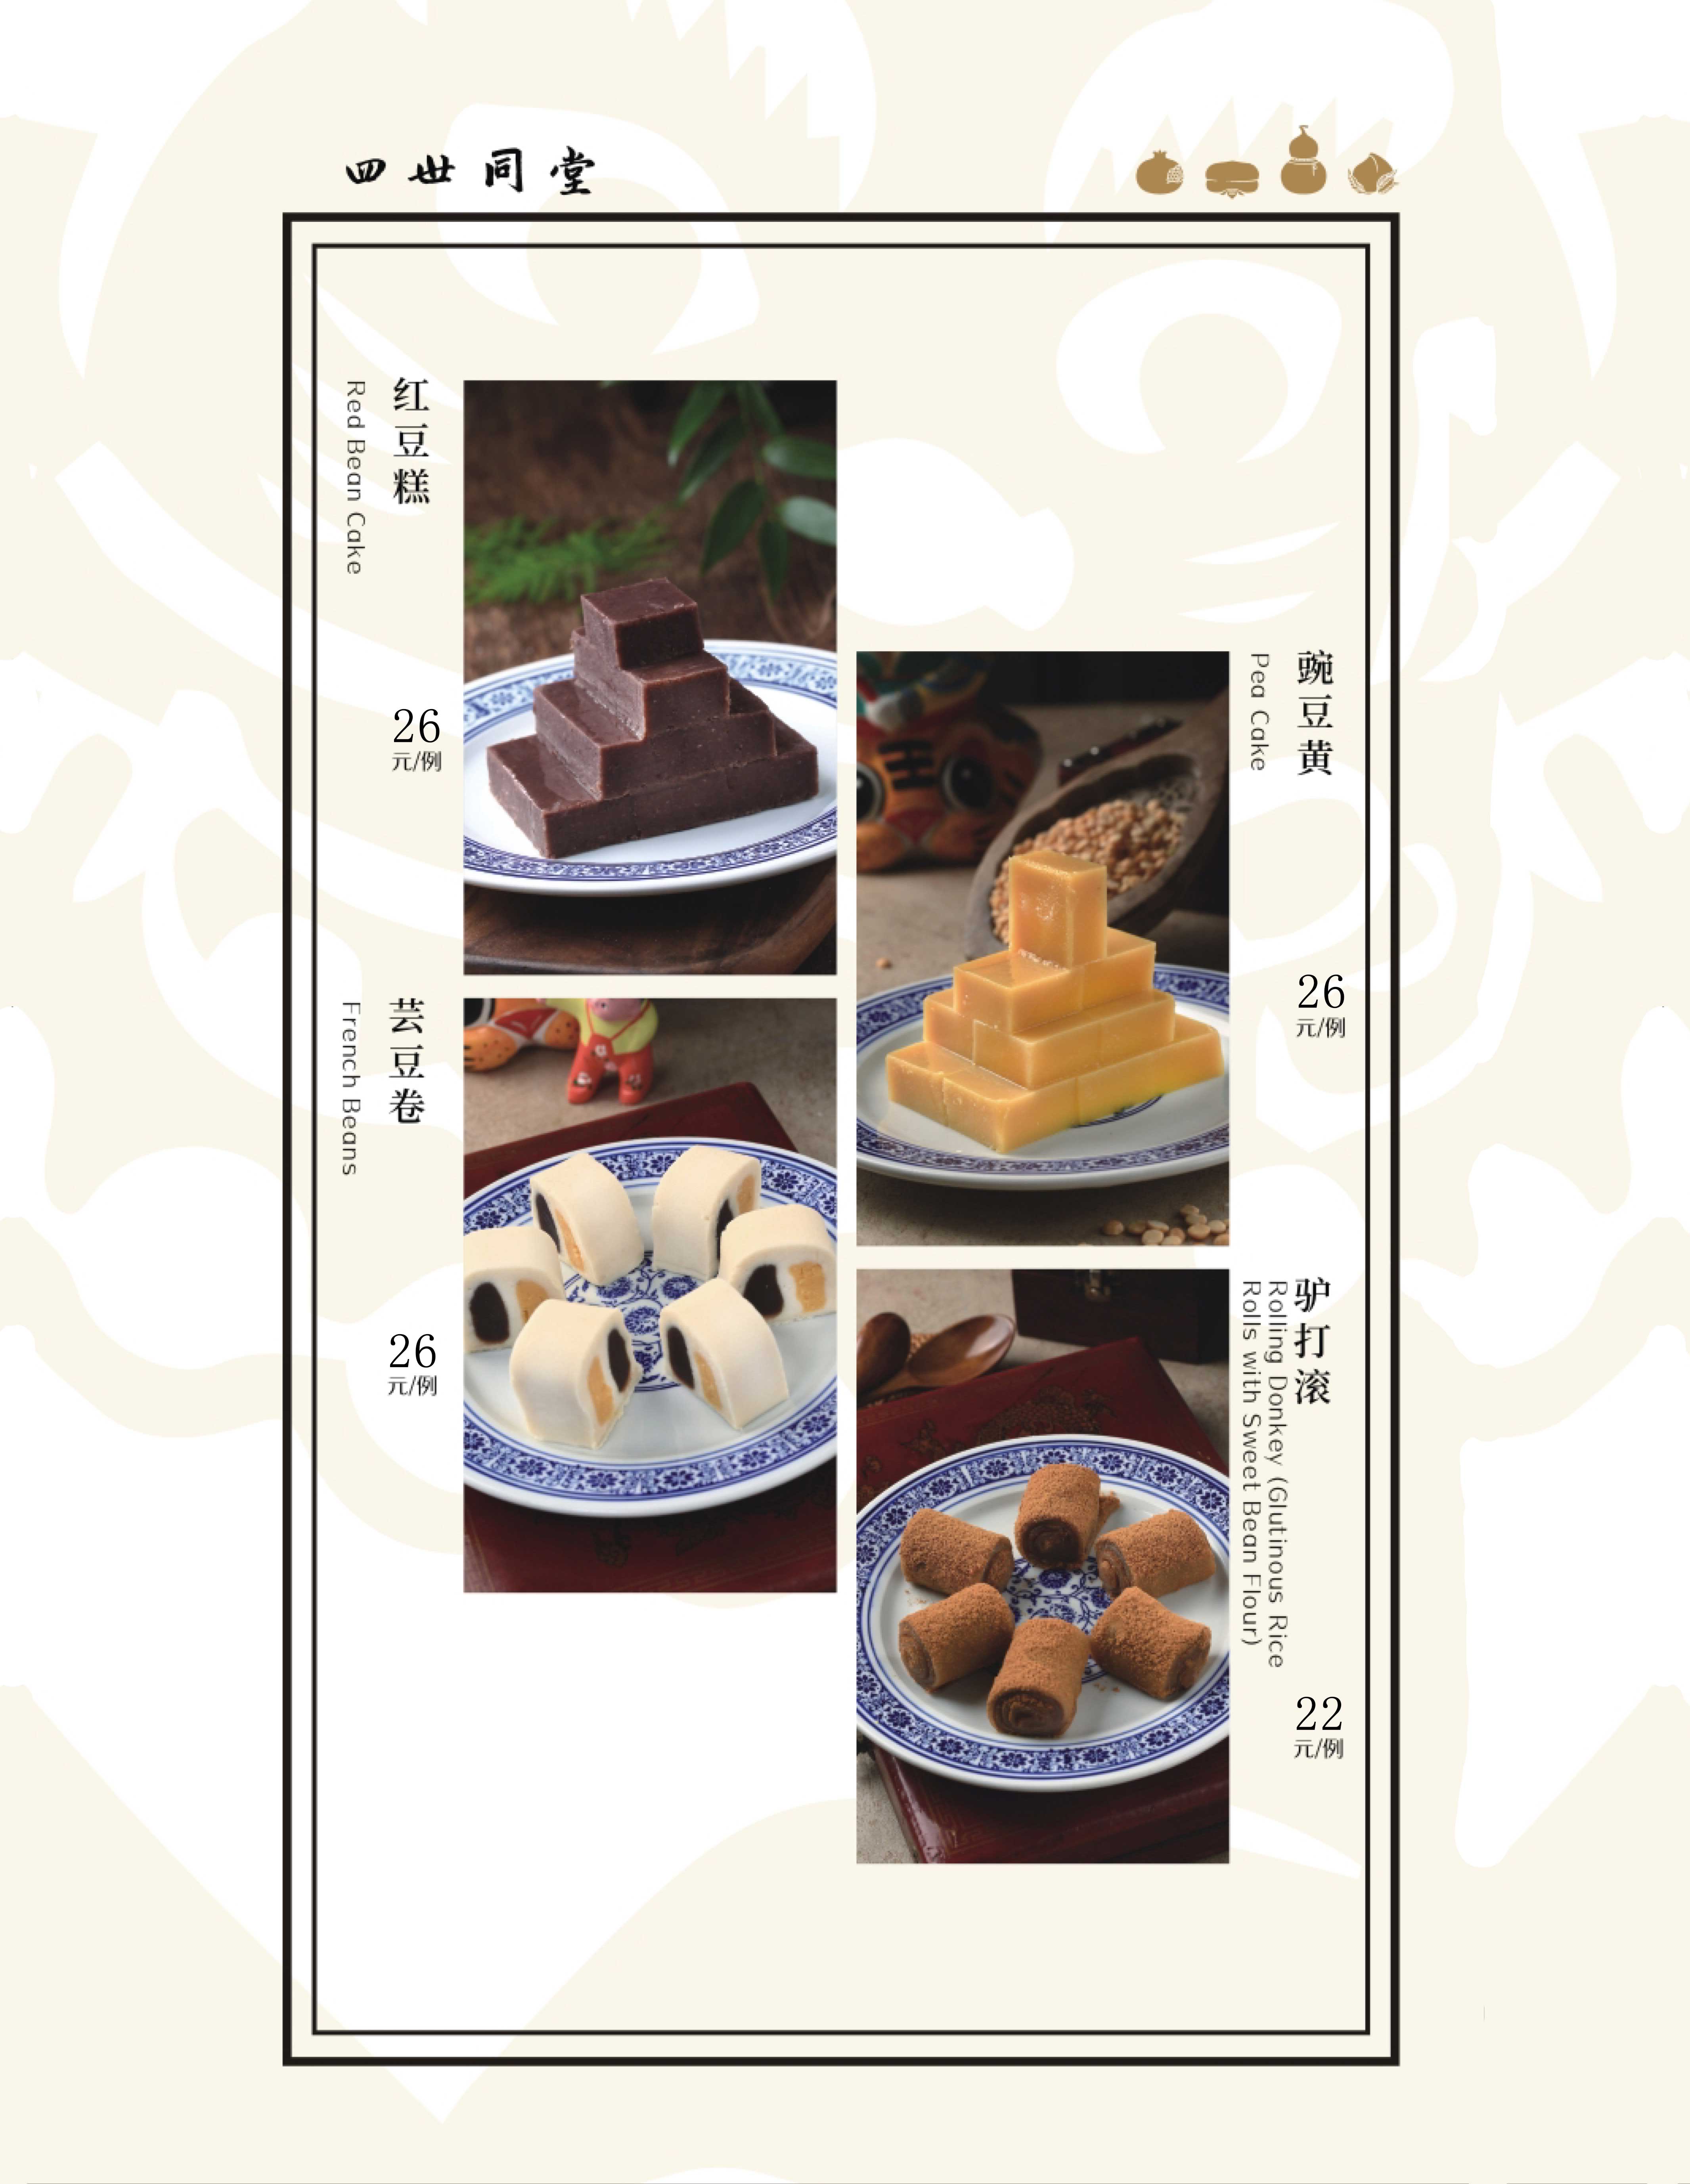 四世同堂
红豆糕
Red Bean Cake
26
元/例
豌豆黄
Pea Cake
26
元/例
芸豆卷
French Beans
26
元/例
驴打滚
Rolling Donkey (Glutinous Rice
Rolls with Sweet Bean Flour)
22
元/例